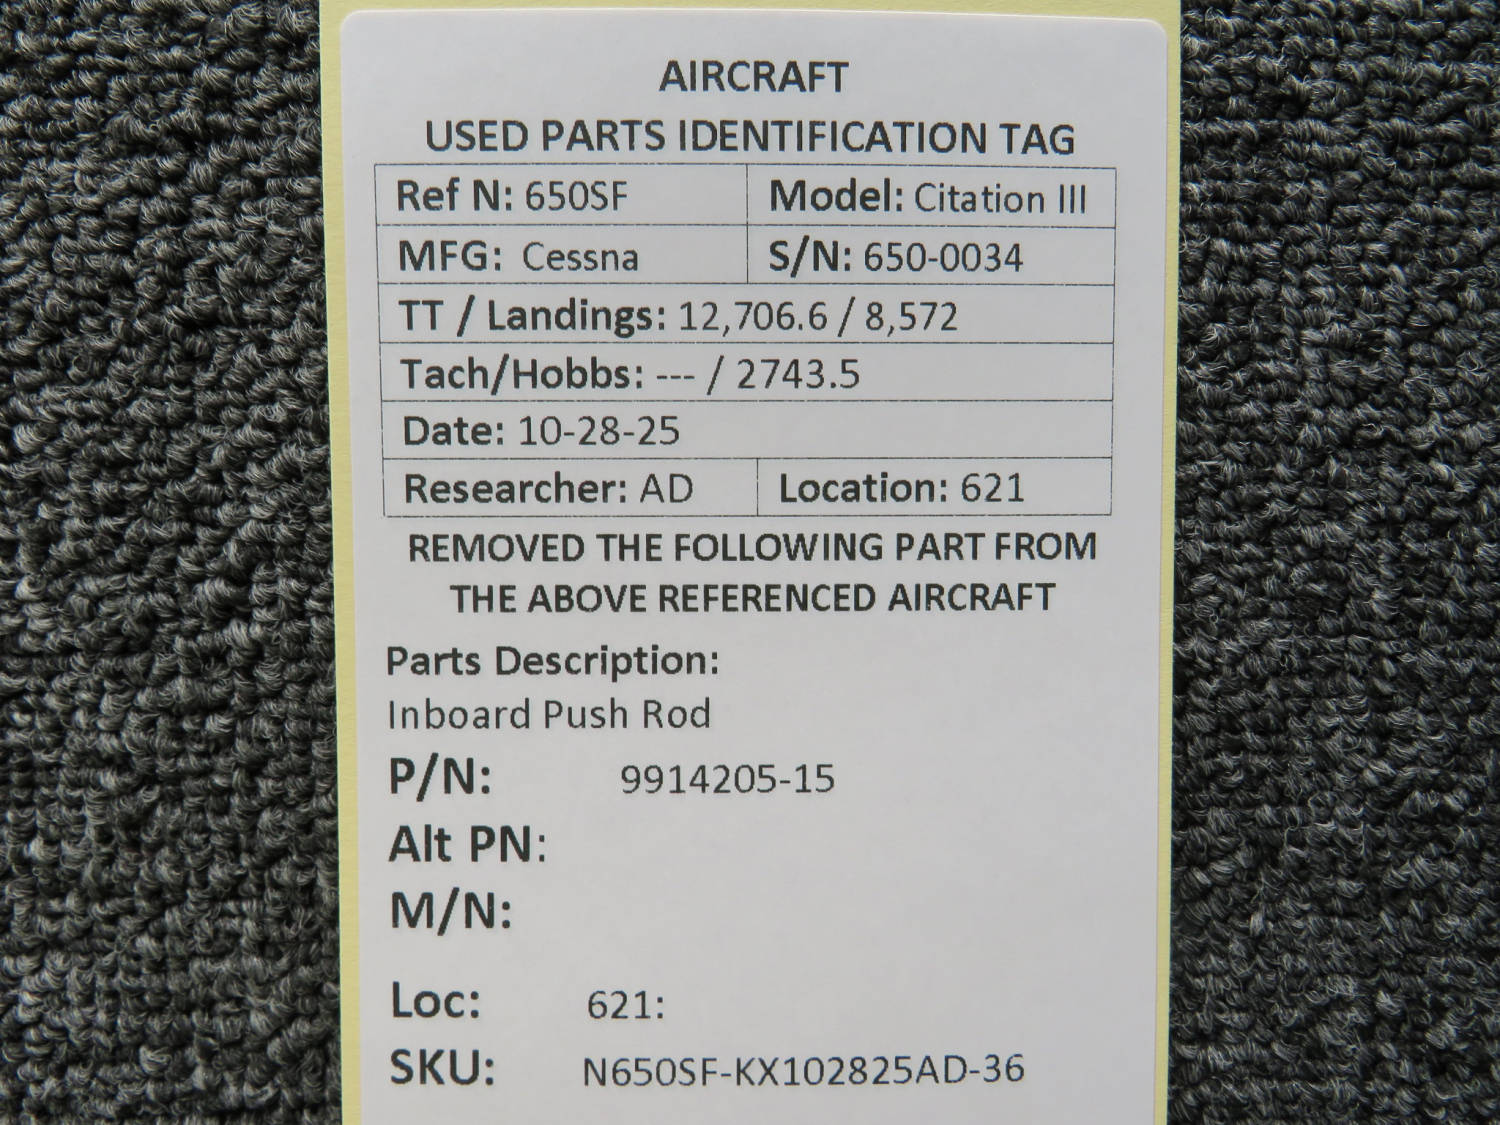 AIRCRAFT
USED PARTS IDENTIFICATION TAG
Ref N: 650SF Model: Citation III
MFG: Cessna S/N: 650-0034
TT / Landings: 12,706.6 / 8,572
Tach/Hobbs: --- / 2743.5
Date: 10-28-25
Researcher: AD Location: 621
REMOVED THE FOLLOWING PART FROM
THE ABOVE REFERENCED AIRCRAFT
Parts Description:
Inboard Push Rod
P/N: 9914205-15
Alt PN:
M/N:
Loc: 621:
SKU: N650SF-KX102825AD-36